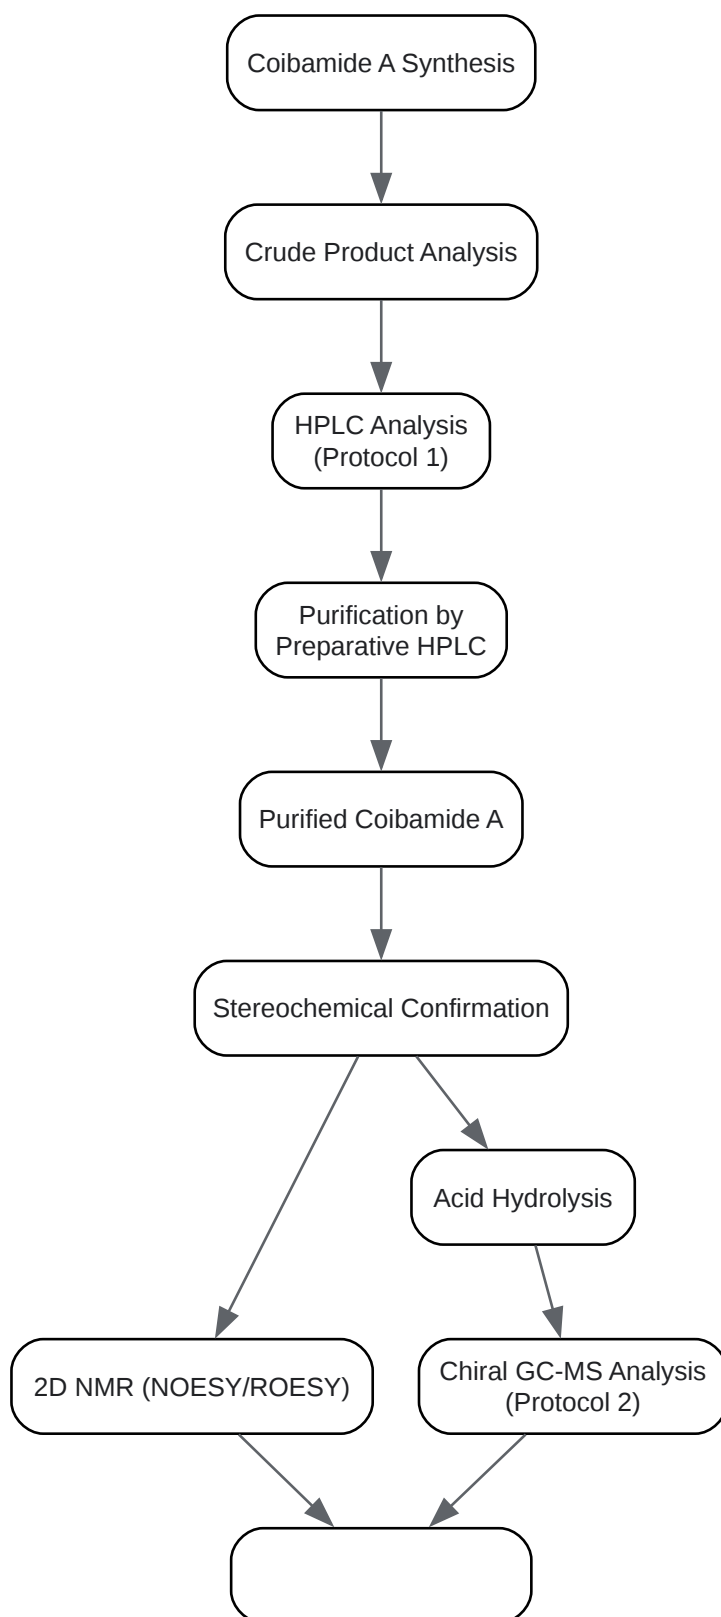 Coibamide A Synthesis
Crude Product Analysis
HPLC Analysis
(Protocol 1)
Purification by
Preparative HPLC
Purified Coibamide A
Stereochemical Confirmation
Acid Hydrolysis
2D NMR (NOESY/ROESY)
Chiral GC-MS Analysis
(Protocol 2)